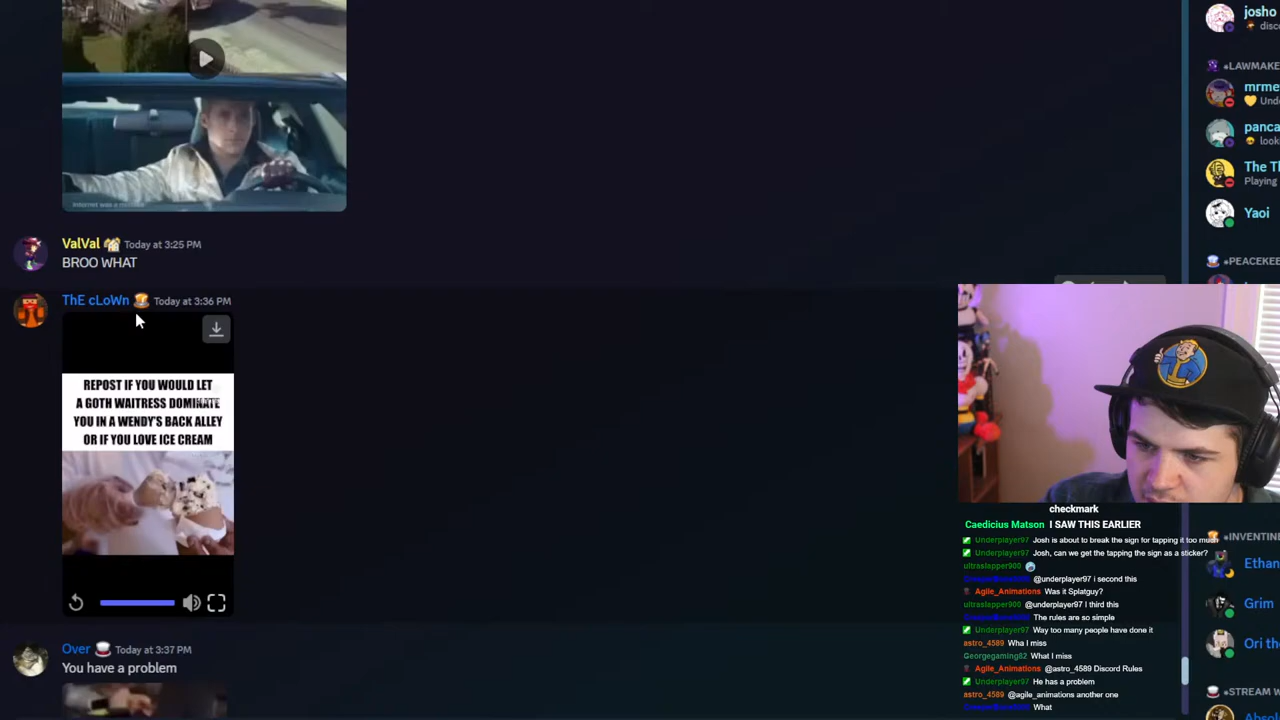 josho
disc
LAWMAKE
mrme
Unde
panca
look
The Th
Playing
Yaoi
PEACEKEE
ValVal Today at 3:25 PM
BROO WHAT
ThE cLoWn Today at 3:36 PM
REPOST IF YOU WOULD LET
A GOTH WAITRESS DOMINATE
YOU IN A WENDY'S BACK ALLEY
OR IF YOU LOVE ICE CREAM
Over Today at 3:37 PM
You have a problem
checkmark
Caedicius Matson I SAW THIS EARLIER
Underplayer97 Josh is about to break the sign for tapping it too much
Underplayer97 Josh, can we get the tapping the sign as a sticker?
ultraslapper900
@underplayer97 i second this
Agile_Animations Was it Splatguy?
ultraslapper900 @underplayer97 I third this
The rules are so simple
Underplayer97 Way too many people have done it
astro_4589 Wha I miss
Georgegaming82 What I miss
Agile_Animations @astro_4589 Discord Rules
Underplayer97 He has a problem
astro_4589 @agile_animations another one
What
INVENTINE
Ethan
Grim
Ori th
STREAM W